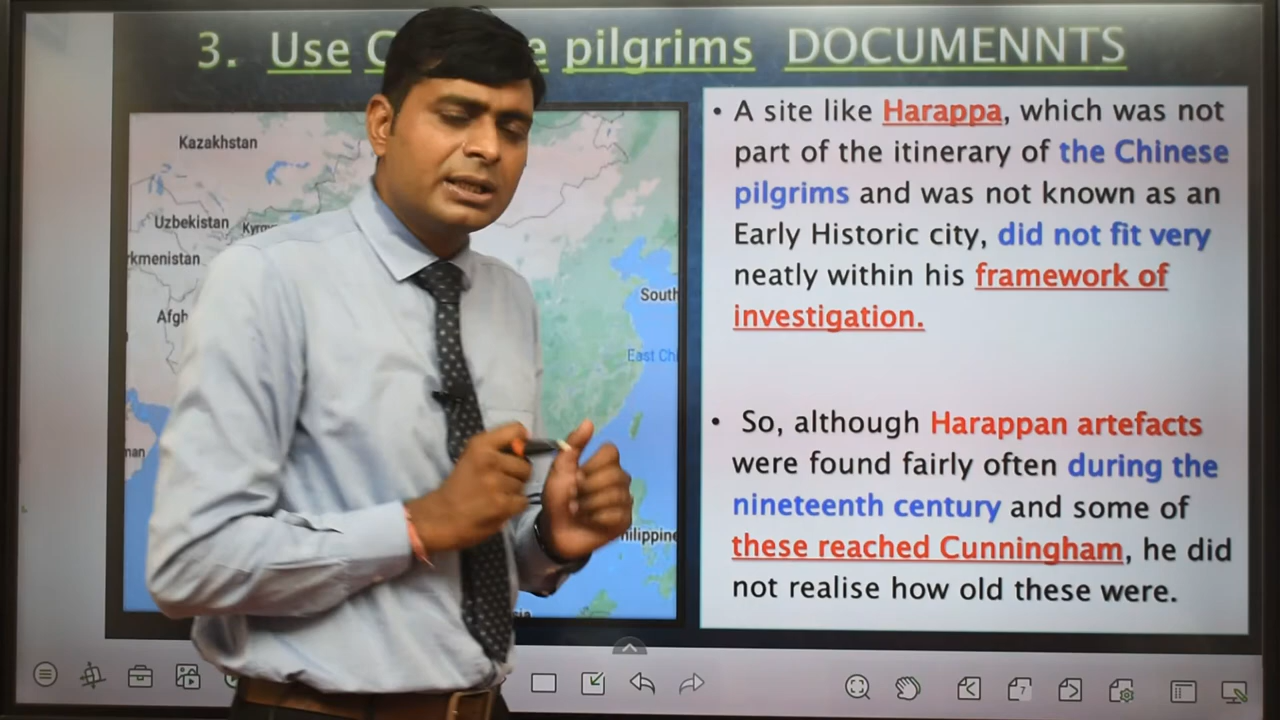 3. Use pilgrims DOCUMENNTS
Kazakhstan
Uzbekistan
South
East
• A site like Harappa, which was not
part of the itinerary of the Chinese
pilgrims and was not known as an
Early Historic city, did not fit very
neatly within his framework of
investigation.
• So, although Harappan artefacts
were found fairly often during the
nineteenth century and some of
these reached Cunningham, he did
not realise how old these were.
7